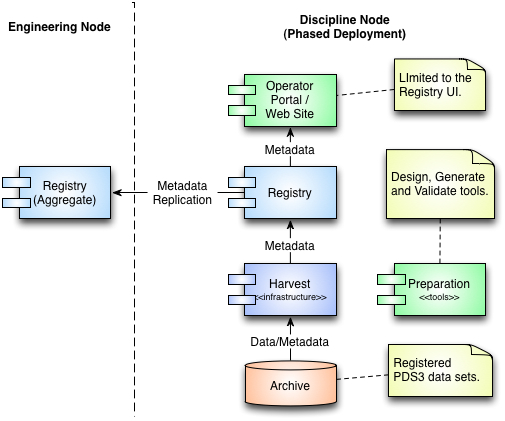 Engineering Node
Discipline Node
(Phased Deployment)
Operator
Portal /
Web Site
LImited to the
Registry UI.
Metadata
Registry
(Aggregate)
Metadata
Replication
Registry
Design, Generate
and Validate tools.
Metadata
Harvest
<<infrastructure>>
Preparation
<<tools>>
Data/Metadata
Archive
Registered
PDS3 data sets.